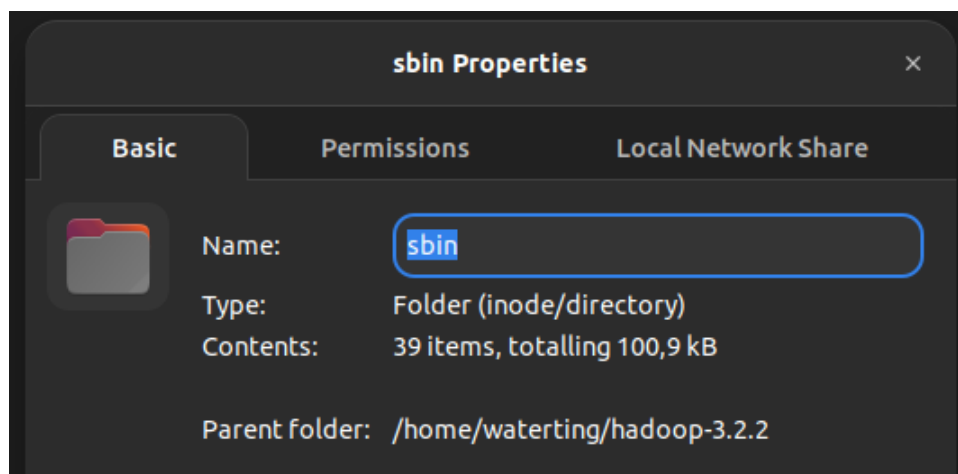 sbin Properties ×
Basic Permissions Local Network Share
Name: sbin
Type: Folder (inode/directory)
Contents: 39 items, totalling 100,9 kB
Parent folder: /home/waterting/hadoop-3.2.2